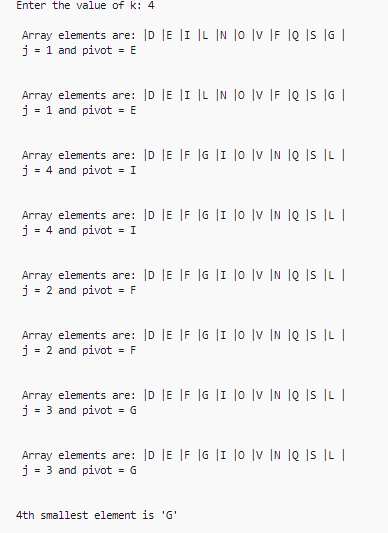 Enter the value of k: 4
Array elements are: |D |E |I |L |N |O |V |F |Q |S |G |
j = 1 and pivot = E
Array elements are: |D |E |I |L |N |O |V |F |Q |S |G |
j = 1 and pivot = E
Array elements are: |D |E |F |G |I |O |V |N |Q |S |L |
j = 4 and pivot = I
Array elements are: |D |E |F |G |I |O |V |N |Q |S |L |
j = 4 and pivot = I
Array elements are: |D |E |F |G |I |O |V |N |Q |S |L |
j = 2 and pivot = F
Array elements are: |D |E |F |G |I |O |V |N |Q |S |L |
j = 2 and pivot = F
Array elements are: |D |E |F |G |I |O |V |N |Q |S |L |
j = 3 and pivot = G
Array elements are: |D |E |F |G |I |O |V |N |Q |S |L |
j = 3 and pivot = G
4th smallest element is 'G'